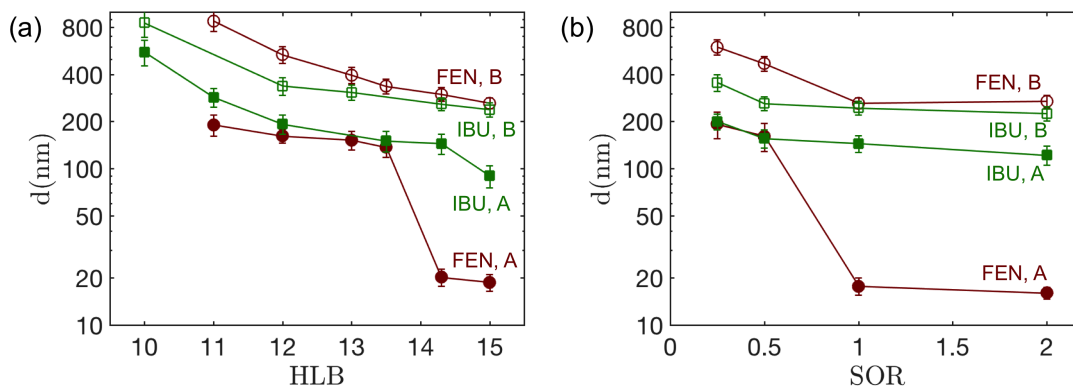 (a)
800
400
200
100
50
20
10
d(nm)
10 11 12 13 14 15
HLB
FEN, B
IBU, B
IBU, A
FEN, A
(b)
800
400
200
100
50
20
10
d(nm)
0 0.5 1 1.5 2
SOR
FEN, B
IBU, B
IBU, A
FEN, A